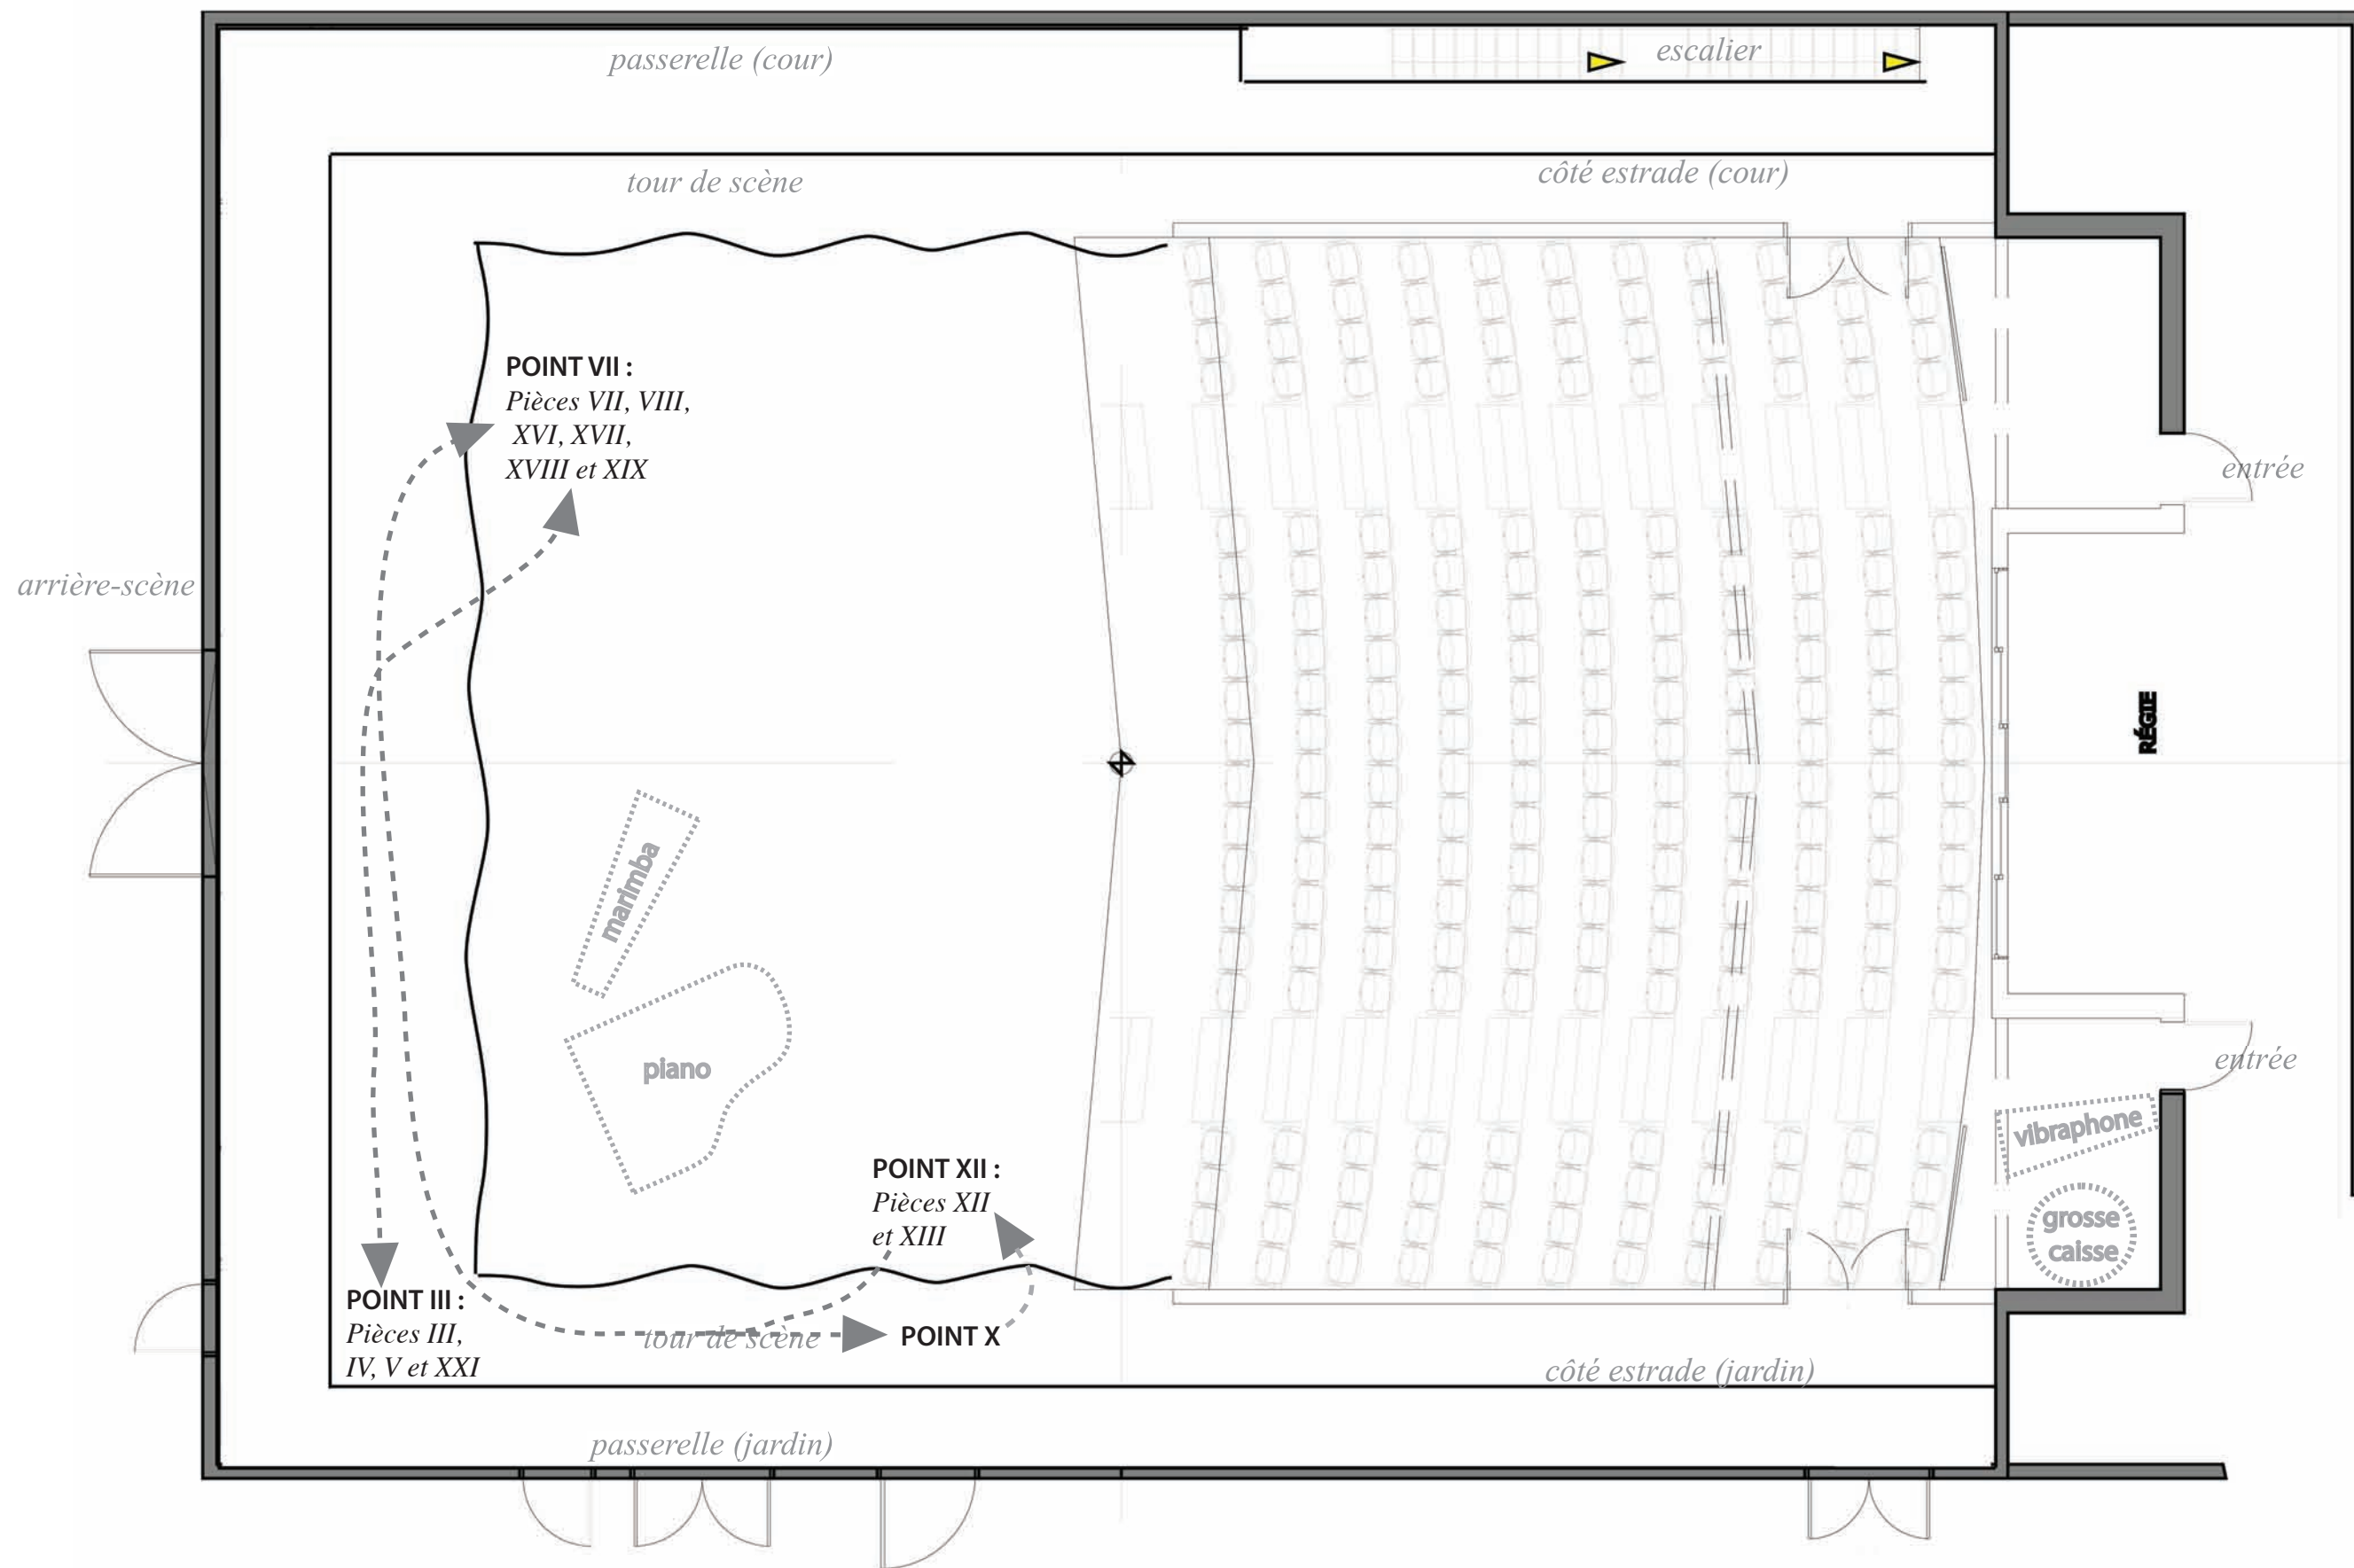 passerelle (cour)
escalier
tour de scène
côté estrade (cour)
POINT VII :
Pièces VII, VIII,
XVI, XVII,
XVIII et XIX
entrée
arrière-scène
RÉGIE
marimba
piano
entrée
vibraphone
POINT XII :
Pièces XII
et XIII
grosse
caisse
POINT III :
Pièces III,
IV, V et XXI
tour de scène
POINT X
côté estrade (jardin)
passerelle (jardin)